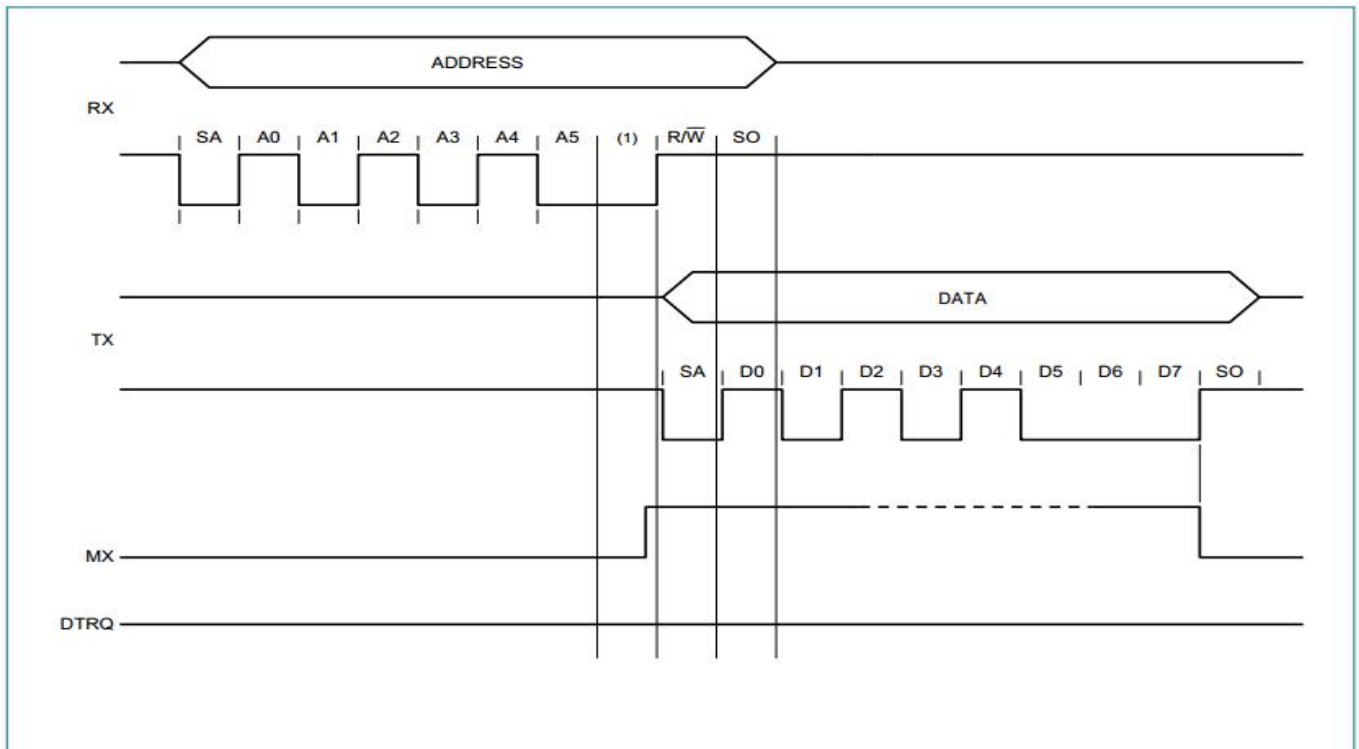 ADDRESS
RX
SA A0 A1 A2 A3 A4 A5 (1) R/W̅ SO
DATA
TX
SA D0 D1 D2 D3 D4 D5 D6 D7 SO
MX
DTRQ